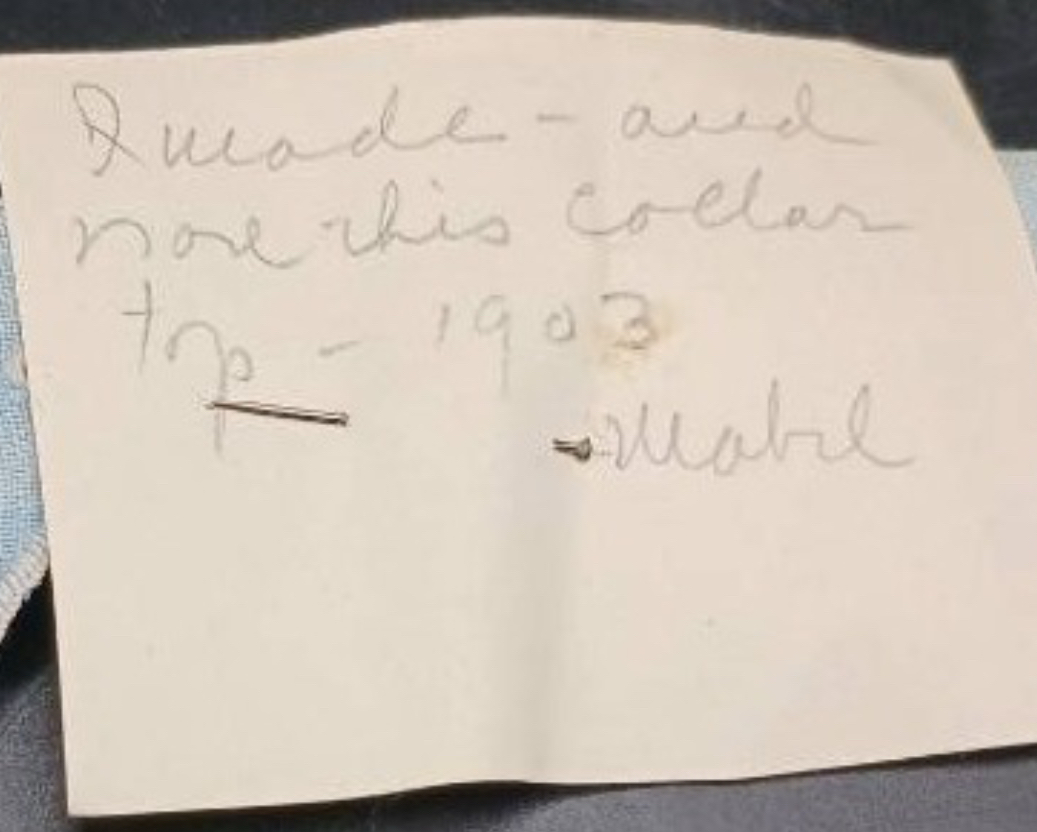 I made - and
wore this collar
top - 1903
Mabel